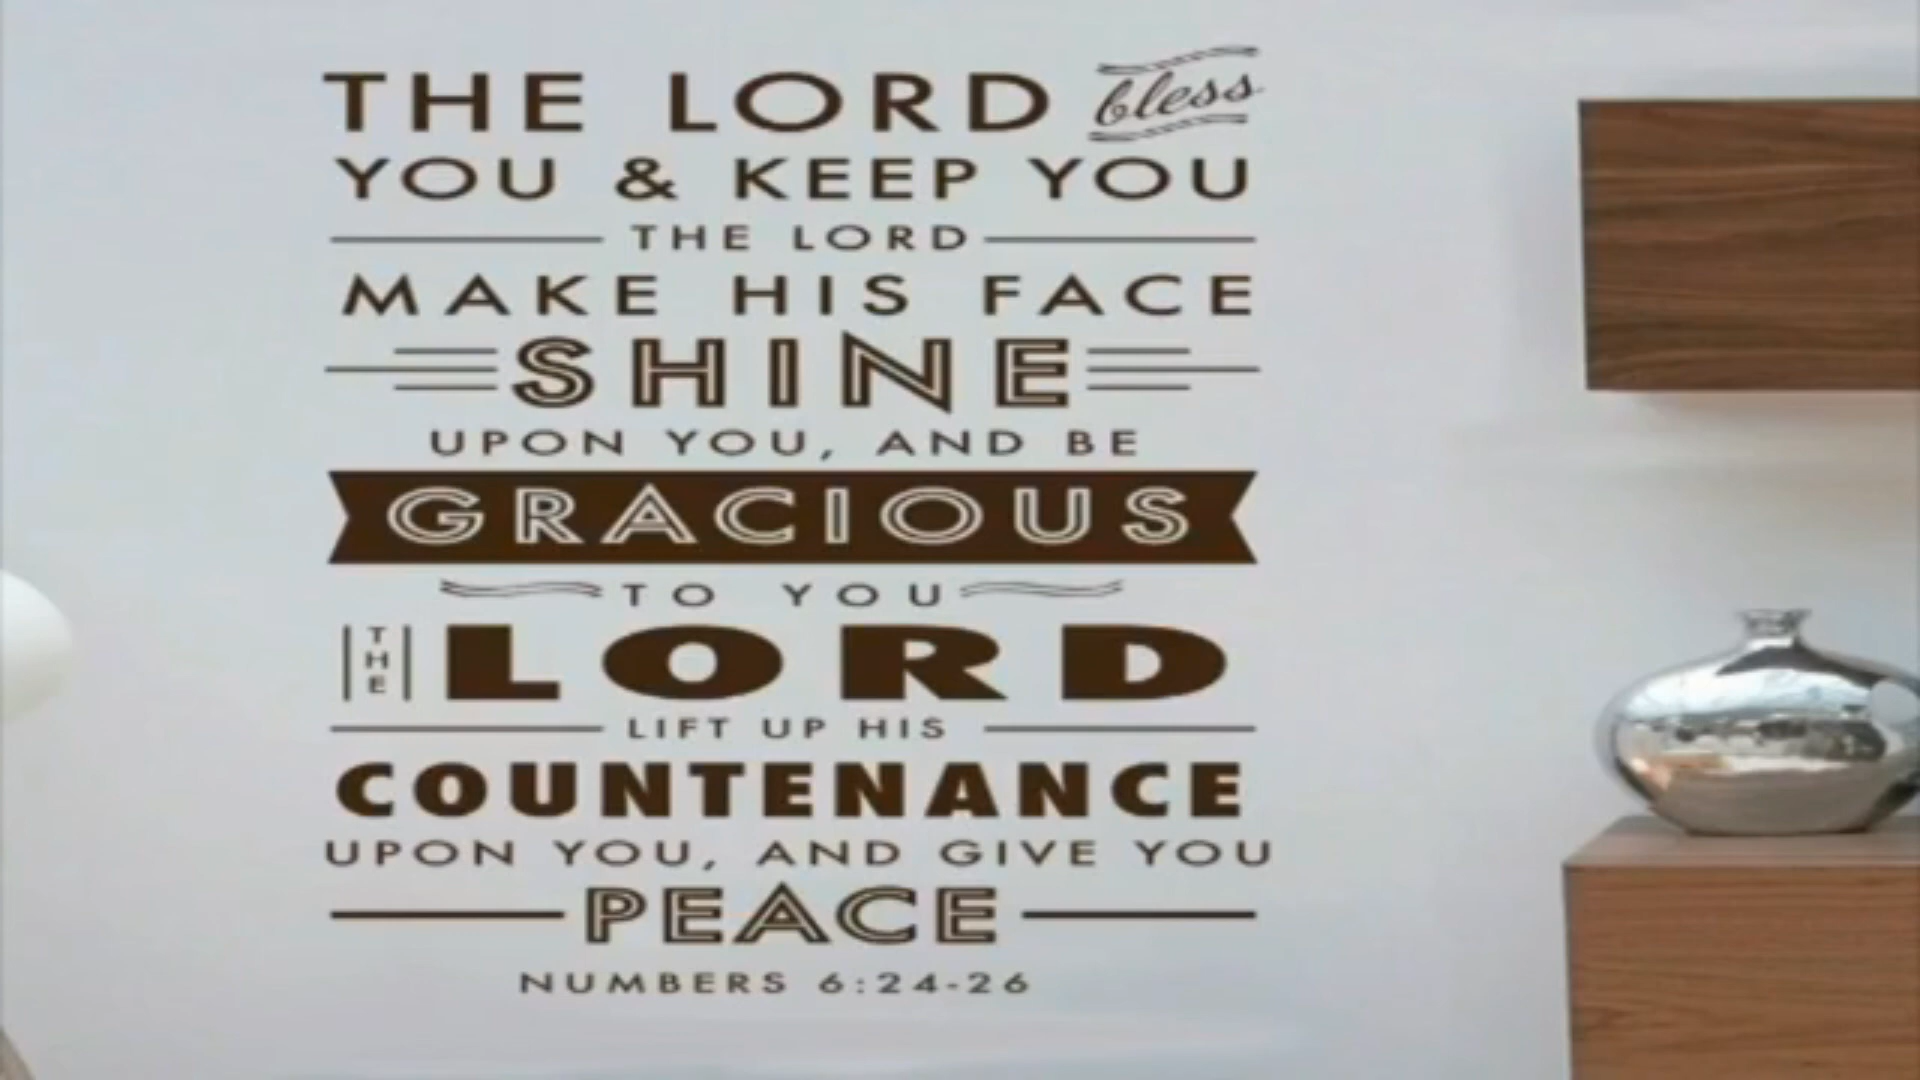 THE LORD bless
YOU & KEEP YOU
THE LORD
MAKE HIS FACE
SHINE
UPON YOU, AND BE
GRACIOUS
TO YOU
THE LORD
LIFT UP HIS
COUNTENANCE
UPON YOU, AND GIVE YOU
PEACE
NUMBERS 6:24-26